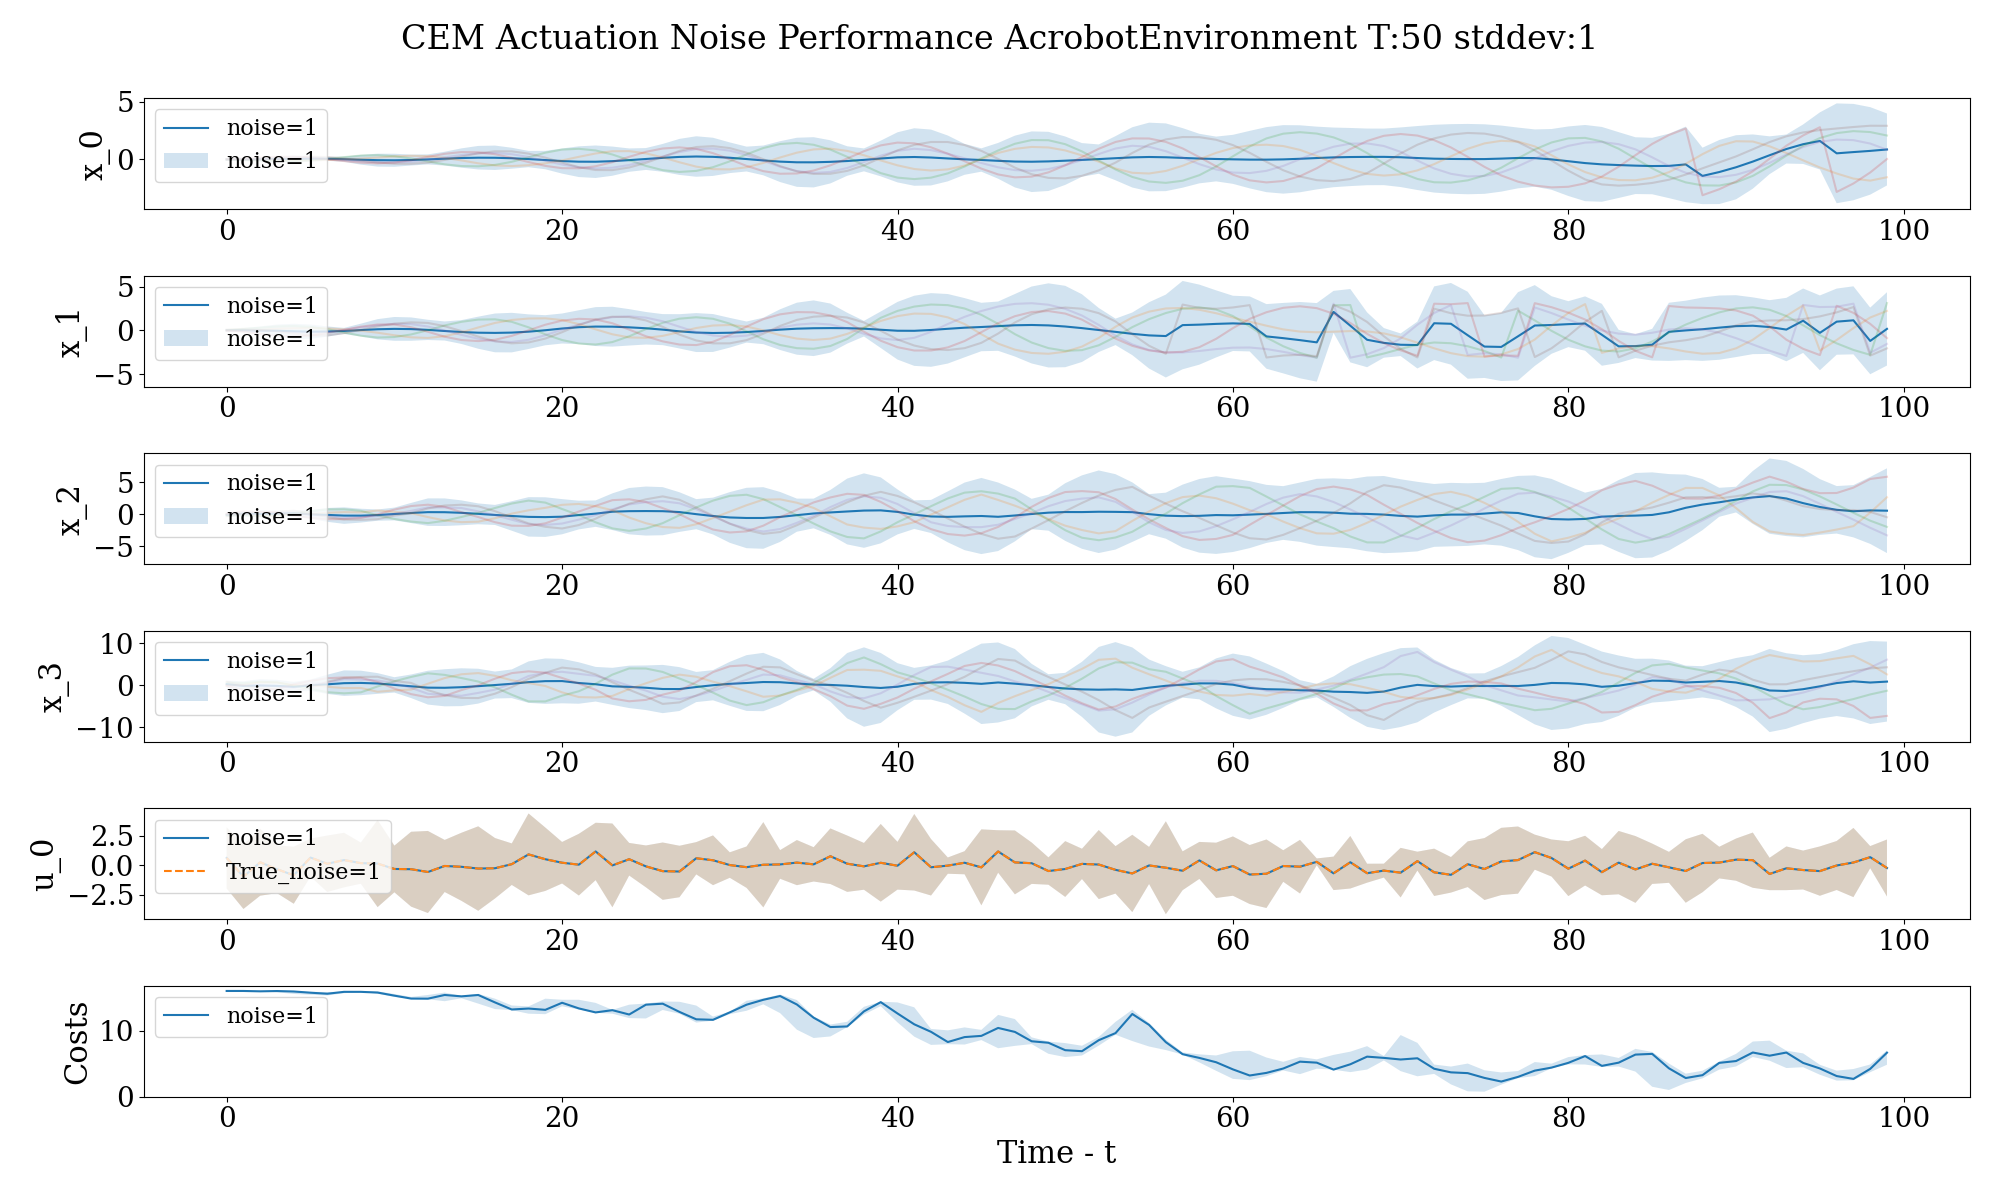 CEM Actuation Noise Performance AcrobotEnvironment T:50 stddev:1
x_0
5
0
noise=1
noise=1
0 20 40 60 80 100
x_1
5
0
−5
noise=1
noise=1
0 20 40 60 80 100
x_2
5
0
−5
noise=1
noise=1
0 20 40 60 80 100
x_3
10
0
−10
noise=1
noise=1
0 20 40 60 80 100
u_0
2.5
0.0
−2.5
noise=1
True_noise=1
0 20 40 60 80 100
Costs
10
0
noise=1
0 20 40 60 80 100
Time - t